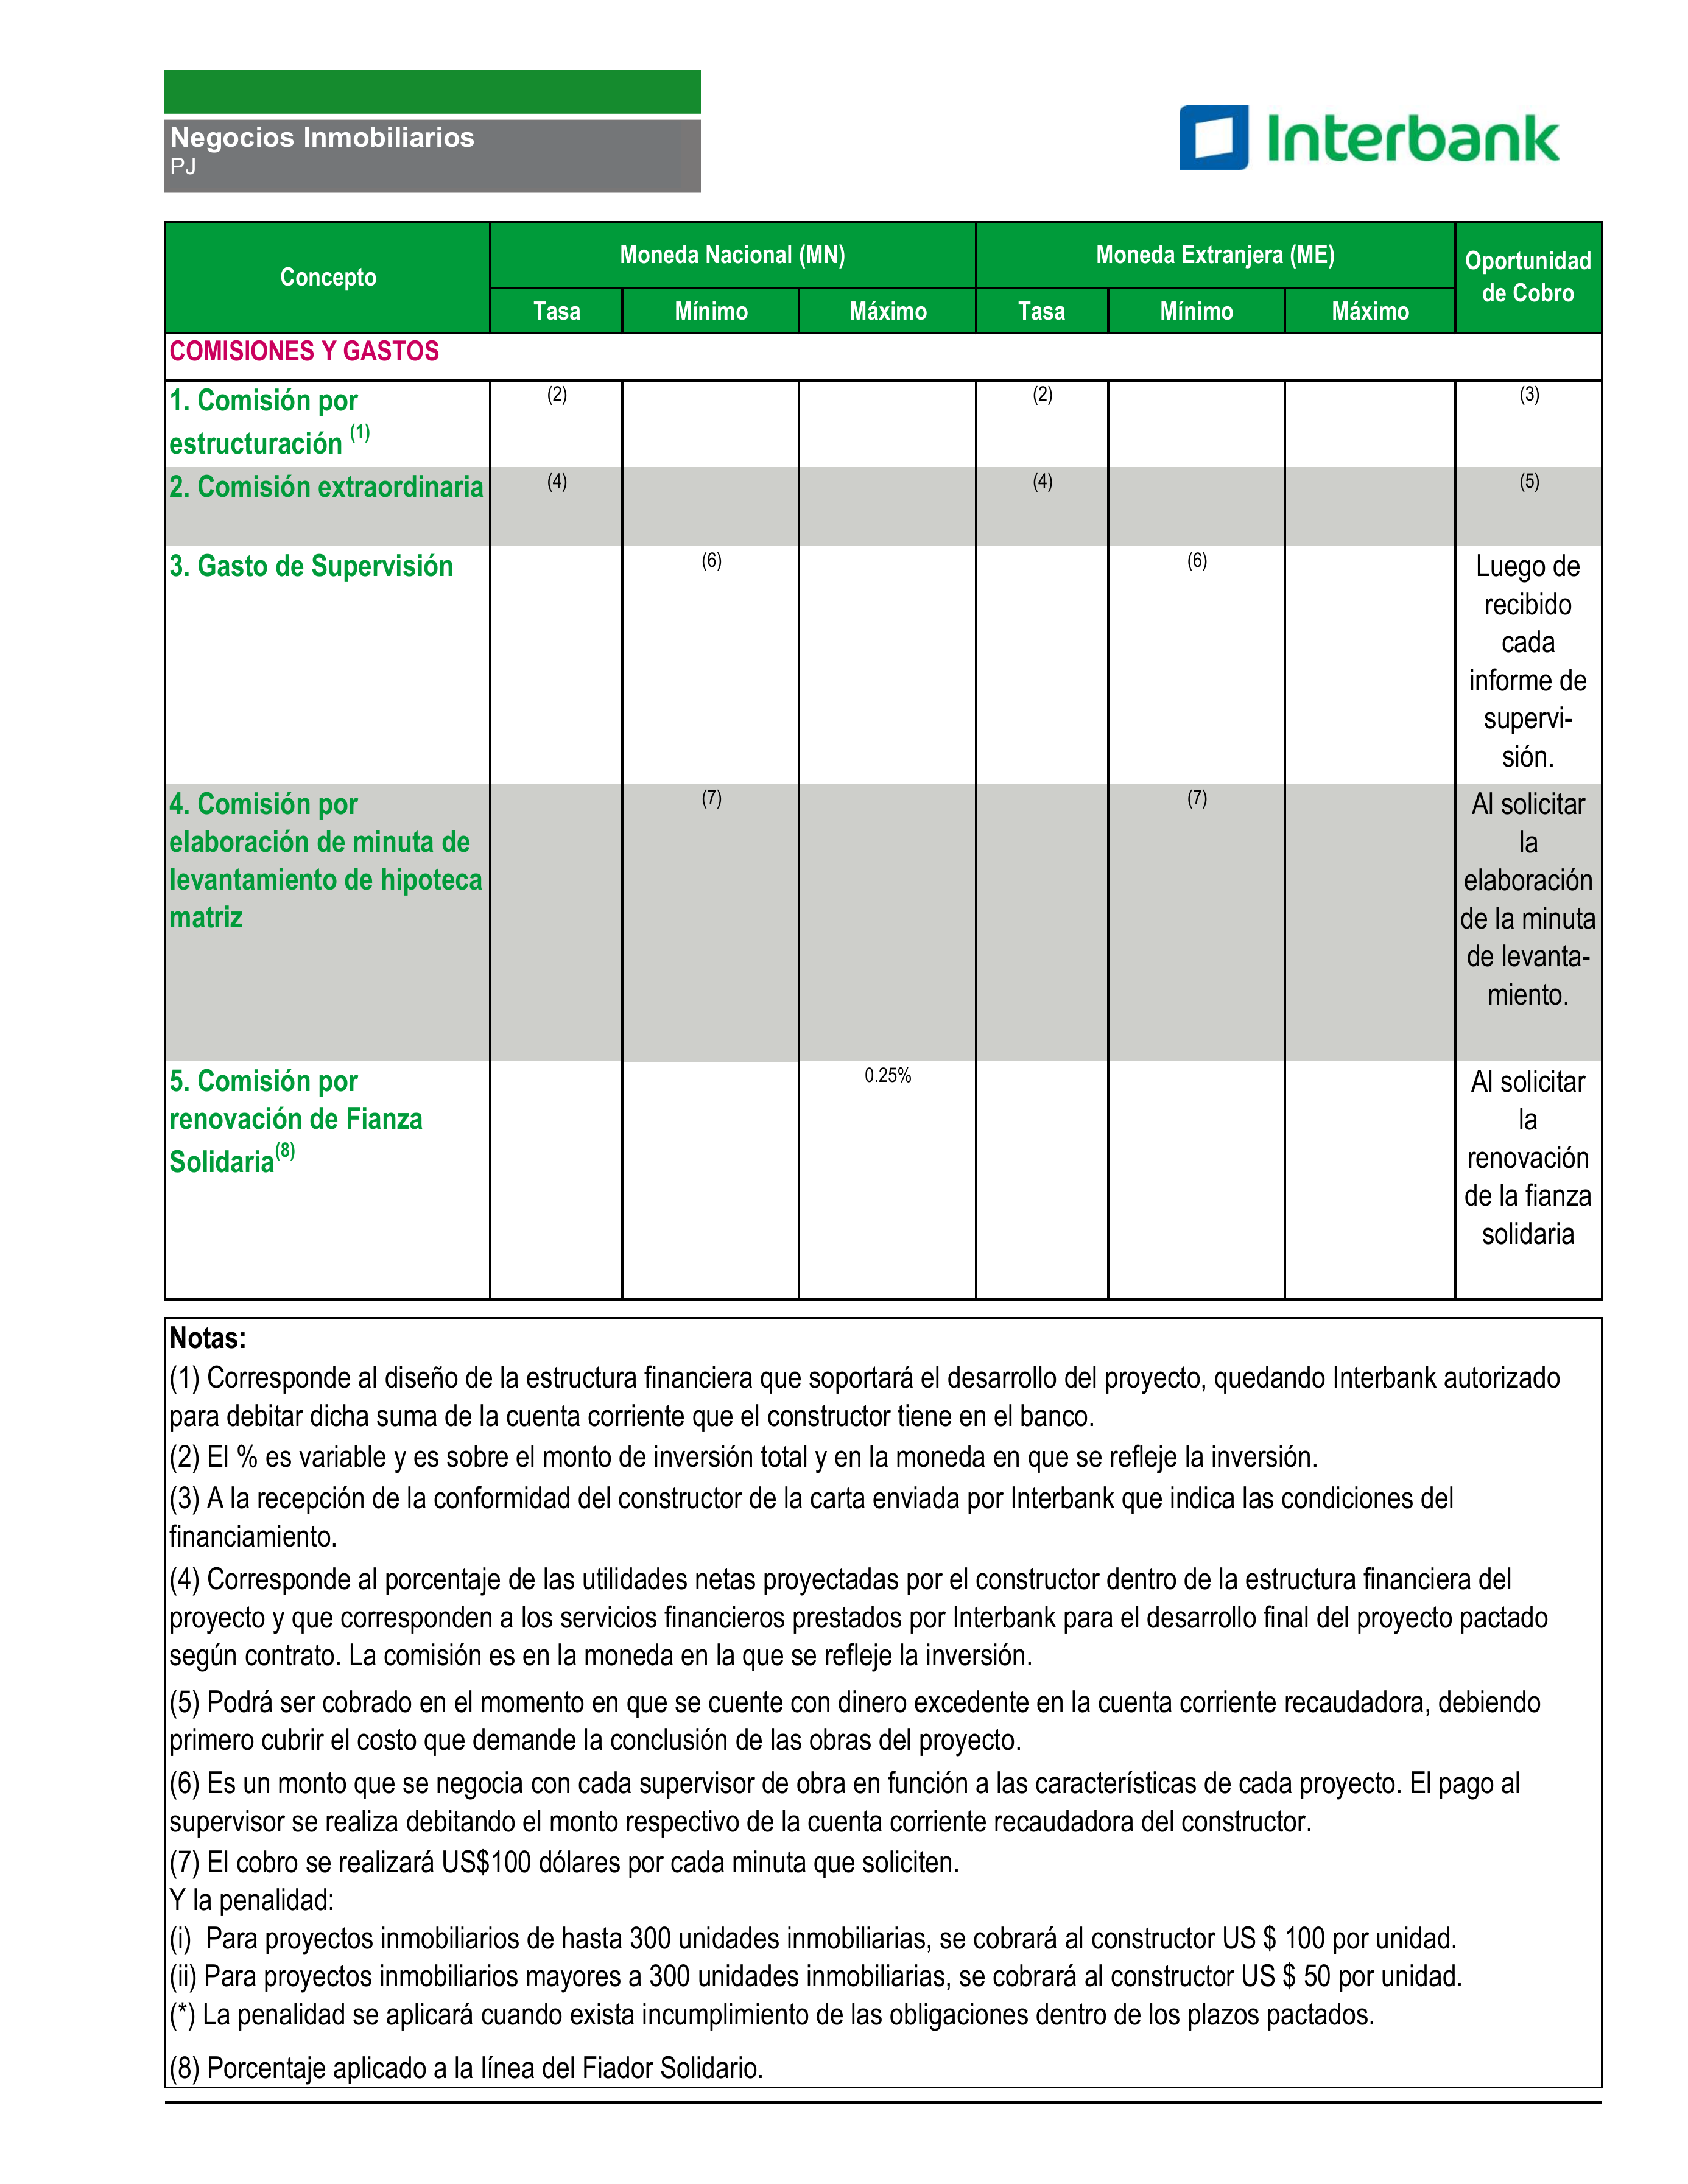 Negocios Inmobiliarios
PJ
Interbank
Concepto
Moneda Nacional (MN)
Moneda Extranjera (ME)
Oportunidad
de Cobro
Tasa
Mínimo
Máximo
Tasa
Mínimo
Máximo
COMISIONES Y GASTOS
1. Comisión por
estructuración (1)
(2)
(2)
(3)
2. Comisión extraordinaria
(4)
(4)
(5)
3. Gasto de Supervisión
(6)
(6)
Luego de
recibido
cada
informe de
supervi-
sión.
4. Comisión por
elaboración de minuta de
levantamiento de hipoteca
matriz
(7)
(7)
Al solicitar
la
elaboración
de la minuta
de levanta-
miento.
5. Comisión por
renovación de Fianza
Solidaria(8)
0.25%
Al solicitar
la
renovación
de la fianza
solidaria
Notas:
(1) Corresponde al diseño de la estructura financiera que soportará el desarrollo del proyecto, quedando Interbank autorizado
para debitar dicha suma de la cuenta corriente que el constructor tiene en el banco.
(2) El % es variable y es sobre el monto de inversión total y en la moneda en que se refleje la inversión.
(3) A la recepción de la conformidad del constructor de la carta enviada por Interbank que indica las condiciones del
financiamiento.
(4) Corresponde al porcentaje de las utilidades netas proyectadas por el constructor dentro de la estructura financiera del
proyecto y que corresponden a los servicios financieros prestados por Interbank para el desarrollo final del proyecto pactado
según contrato. La comisión es en la moneda en la que se refleje la inversión.
(5) Podrá ser cobrado en el momento en que se cuente con dinero excedente en la cuenta corriente recaudadora, debiendo
primero cubrir el costo que demande la conclusión de las obras del proyecto.
(6) Es un monto que se negocia con cada supervisor de obra en función a las características de cada proyecto. El pago al
supervisor se realiza debitando el monto respectivo de la cuenta corriente recaudadora del constructor.
(7) El cobro se realizará US$100 dólares por cada minuta que soliciten.
Y la penalidad:
(i)  Para proyectos inmobiliarios de hasta 300 unidades inmobiliarias, se cobrará al constructor US $ 100 por unidad.
(ii) Para proyectos inmobiliarios mayores a 300 unidades inmobiliarias, se cobrará al constructor US $ 50 por unidad.
(*) La penalidad se aplicará cuando exista incumplimiento de las obligaciones dentro de los plazos pactados.
(8) Porcentaje aplicado a la línea del Fiador Solidario.